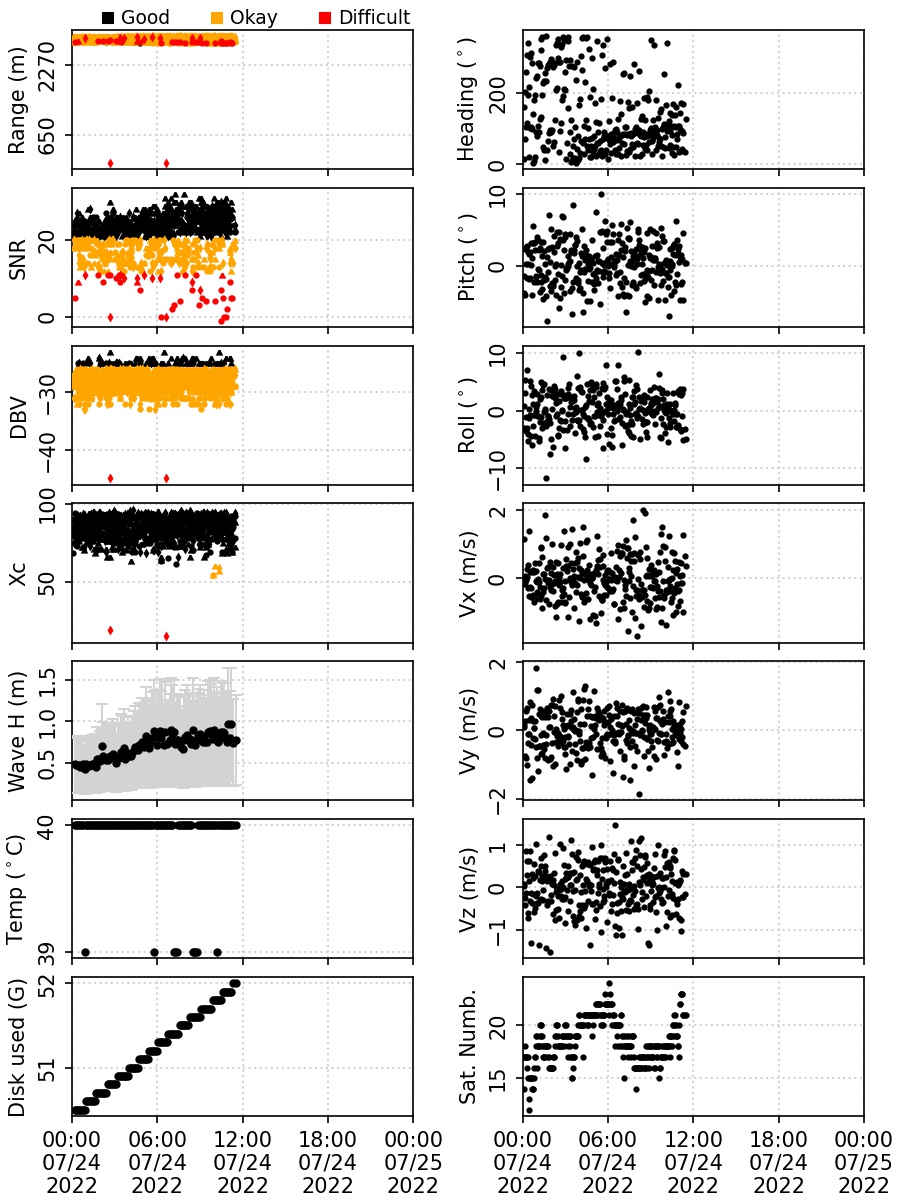 Good Okay Difficult
Range (m)
2270
650
Heading (°)
200
0
SNR
20
0
Pitch (°)
10
0
DBV
−30
−40
Roll (°)
10
0
−10
Xc
100
50
Vx (m/s)
2
0
Wave H (m)
1.5
1.0
0.5
Vy (m/s)
2
0
−2
Temp (°C)
40
39
Vz (m/s)
1
0
−1
Disk used (G)
52
51
Sat. Numb.
20
15
00:00 06:00 12:00 18:00 00:00
07/24 07/24 07/24 07/24 07/25
2022 2022 2022 2022 2022
00:00 06:00 12:00 18:00 00:00
07/24 07/24 07/24 07/24 07/25
2022 2022 2022 2022 2022